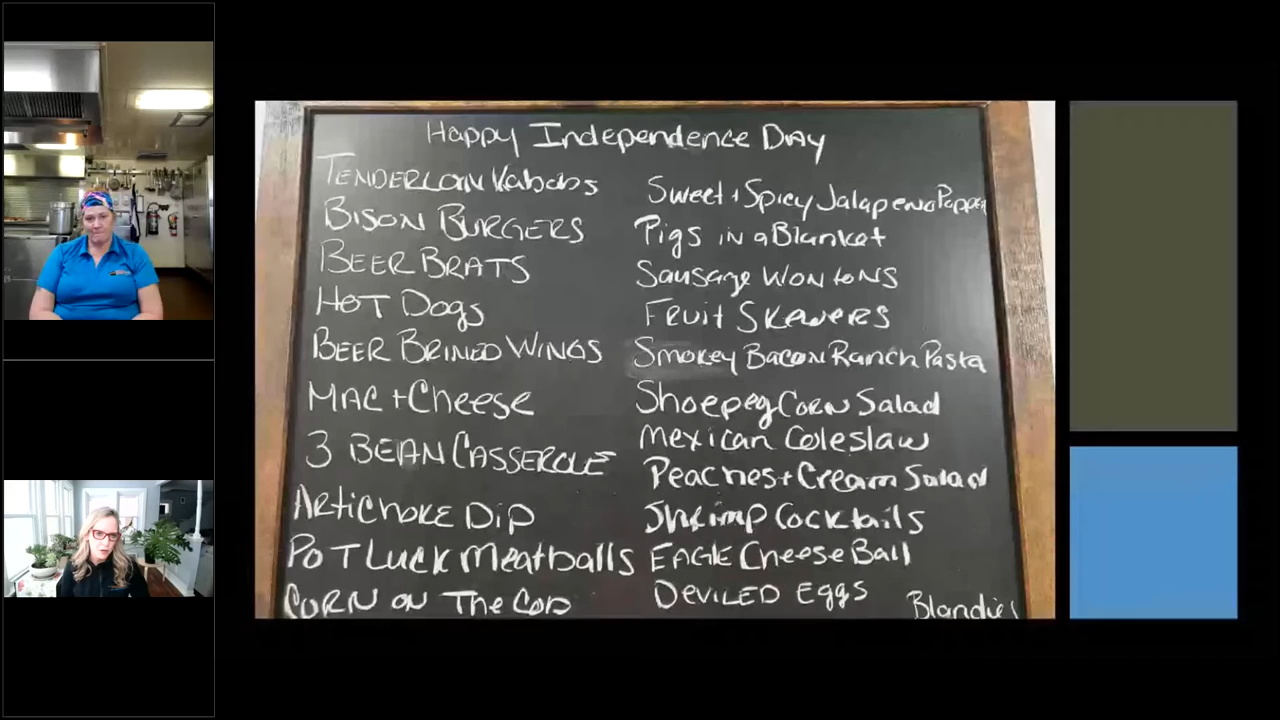 Happy Independence Day
TENDERLOIN Kabobs
BISON BURGERS
BEER BRATS
HOT Dogs
BEER BRINED WINGS
MAC + Cheese
3 BEAN CASSEROLE
ARTICHOKE Dip
PoT Luck Meatballs
CORN ON The COB
Sweet + Spicy Jalapeno Popper
Pigs in a Blanket
Sausage WONTONS
FRUIT SKEWERS
Smokey Bacon Ranch Pasta
Shoepeg CORN Salad
Mexican Coleslaw
Peaches + Cream Salad
Shrimp Cocktails
EAGLE Cheese Ball
DEVILED Eggs
Blandies